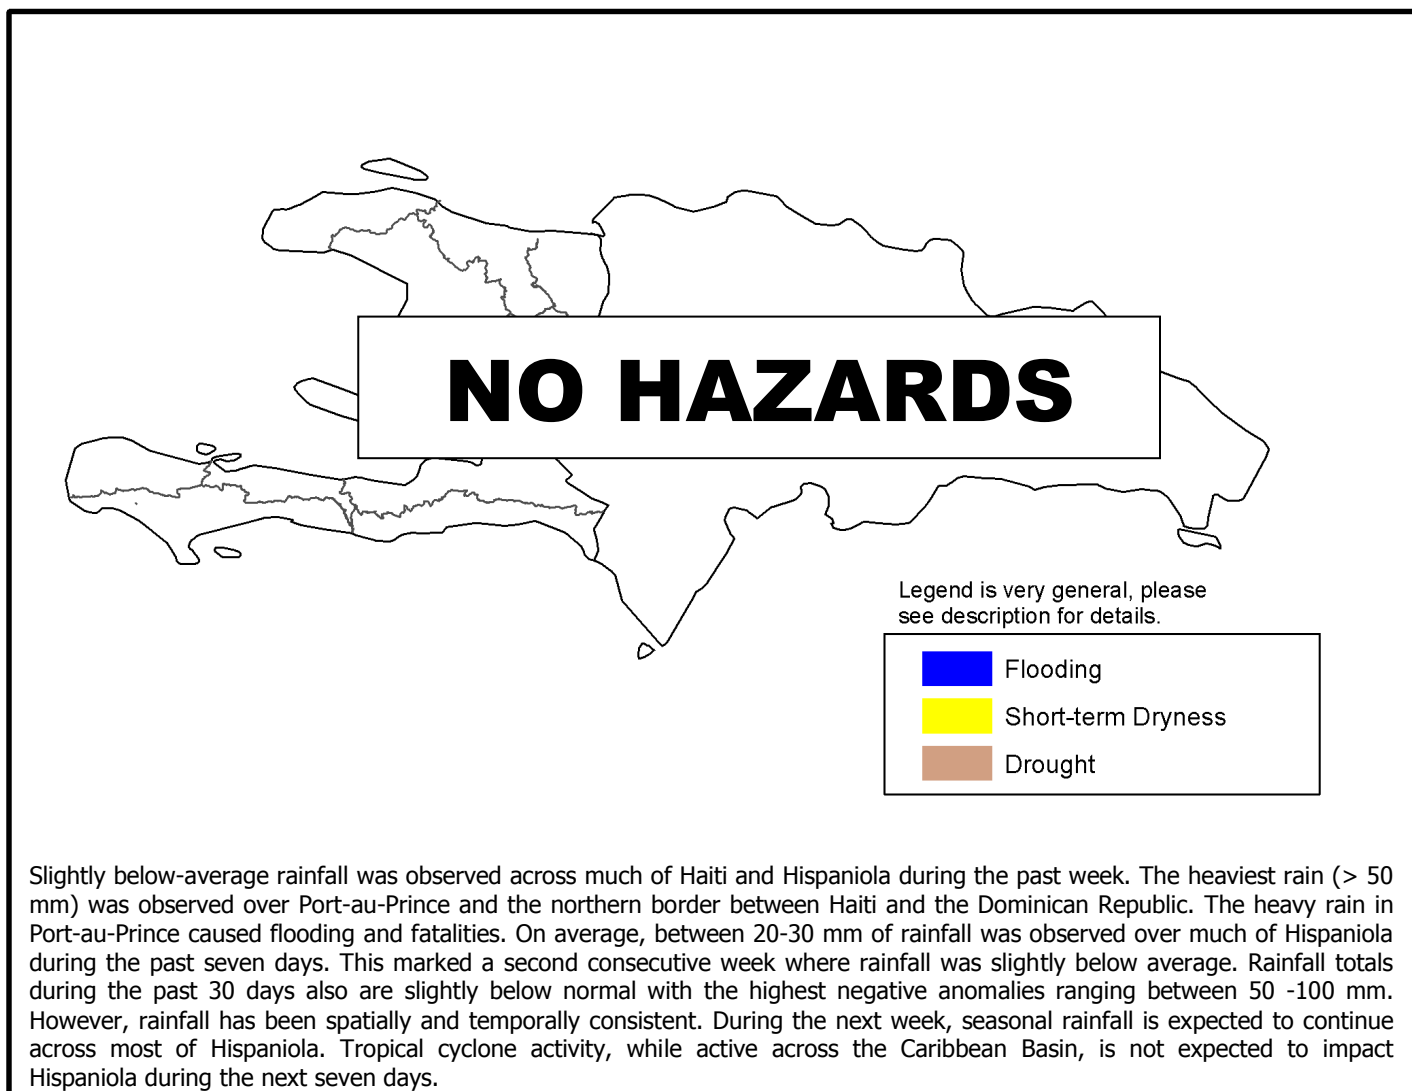 NO HAZARDS
Legend is very general, please
see description for details.
Flooding
Short-term Dryness
Drought
Slightly below-average rainfall was observed across much of Haiti and Hispaniola during the past week. The heaviest rain (> 50
mm) was observed over Port-au-Prince and the northern border between Haiti and the Dominican Republic. The heavy rain in
Port-au-Prince caused flooding and fatalities. On average, between 20-30 mm of rainfall was observed over much of Hispaniola
during the past seven days. This marked a second consecutive week where rainfall was slightly below average. Rainfall totals
during the past 30 days also are slightly below normal with the highest negative anomalies ranging between 50 -100 mm.
However, rainfall has been spatially and temporally consistent. During the next week, seasonal rainfall is expected to continue
across most of Hispaniola. Tropical cyclone activity, while active across the Caribbean Basin, is not expected to impact
Hispaniola during the next seven days.